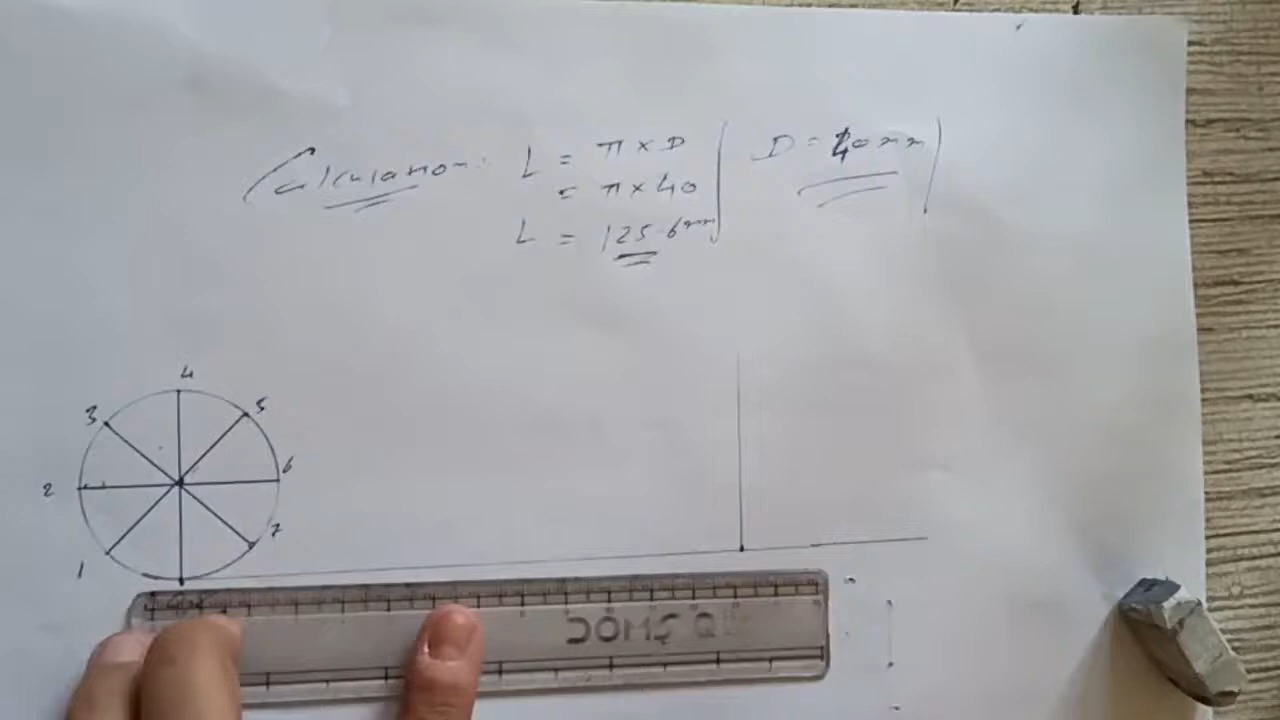 Calculation: L = π × D
D = 40mm
= π × 40
L = 125.6mm
4
3
5
2
6
1
7
DOMS